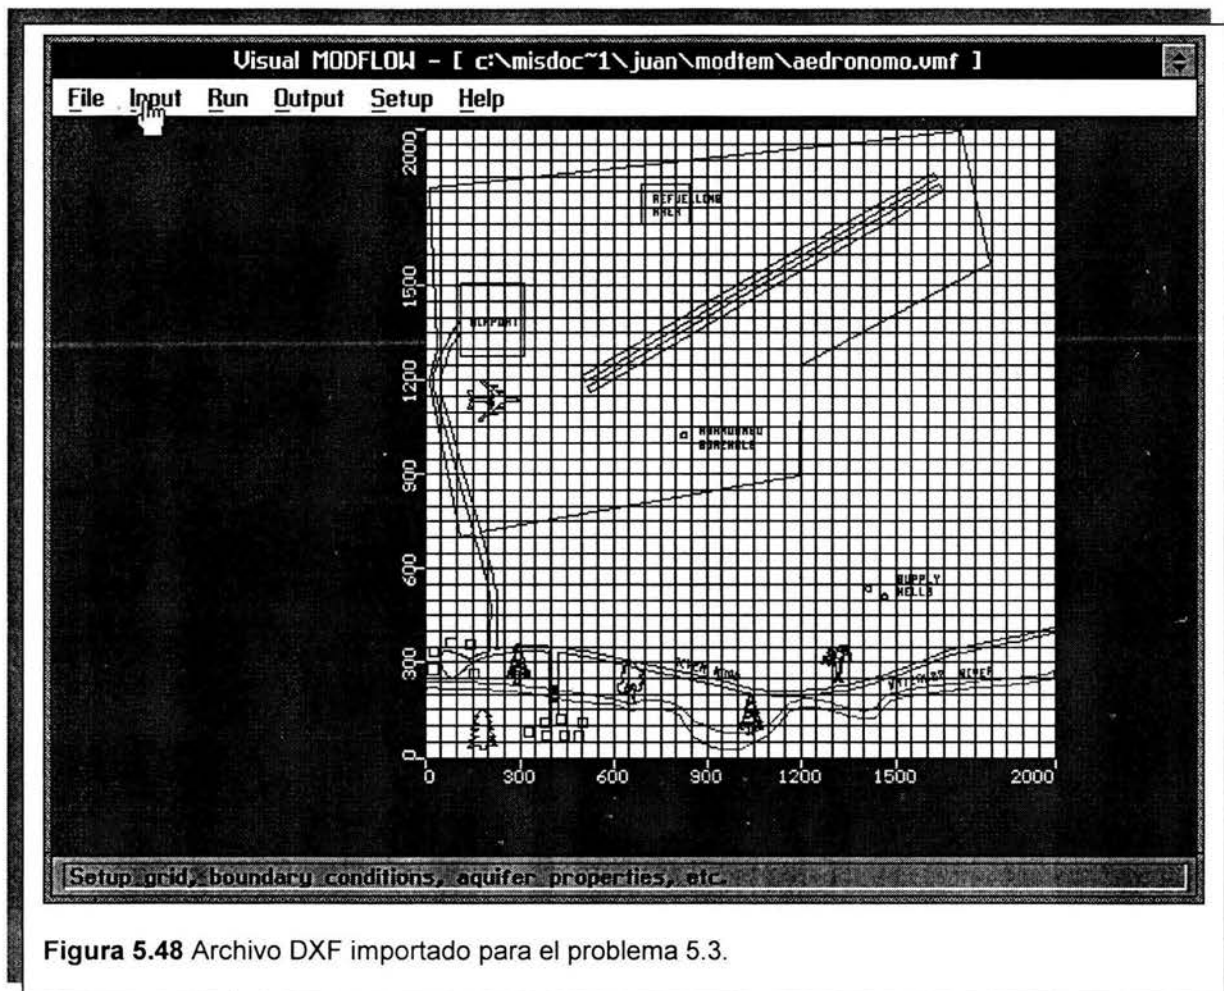 Visual MODFLOW - [ c:\misdoc~1\juan\modtem\aedronomo.vmf ]
File Input Run Output Setup Help
2000
REFUELLING
AREA
1500
AIRPORT
1200
ABANDONED
BOREHOLE
900
600
SUPPLY
WELLS
300
RIVER ROAD
RIVER
0
0 300 600 900 1200 1500 2000
Setup grid, boundary conditions, aquifer properties, etc.
Figura 5.48 Archivo DXF importado para el problema 5.3.